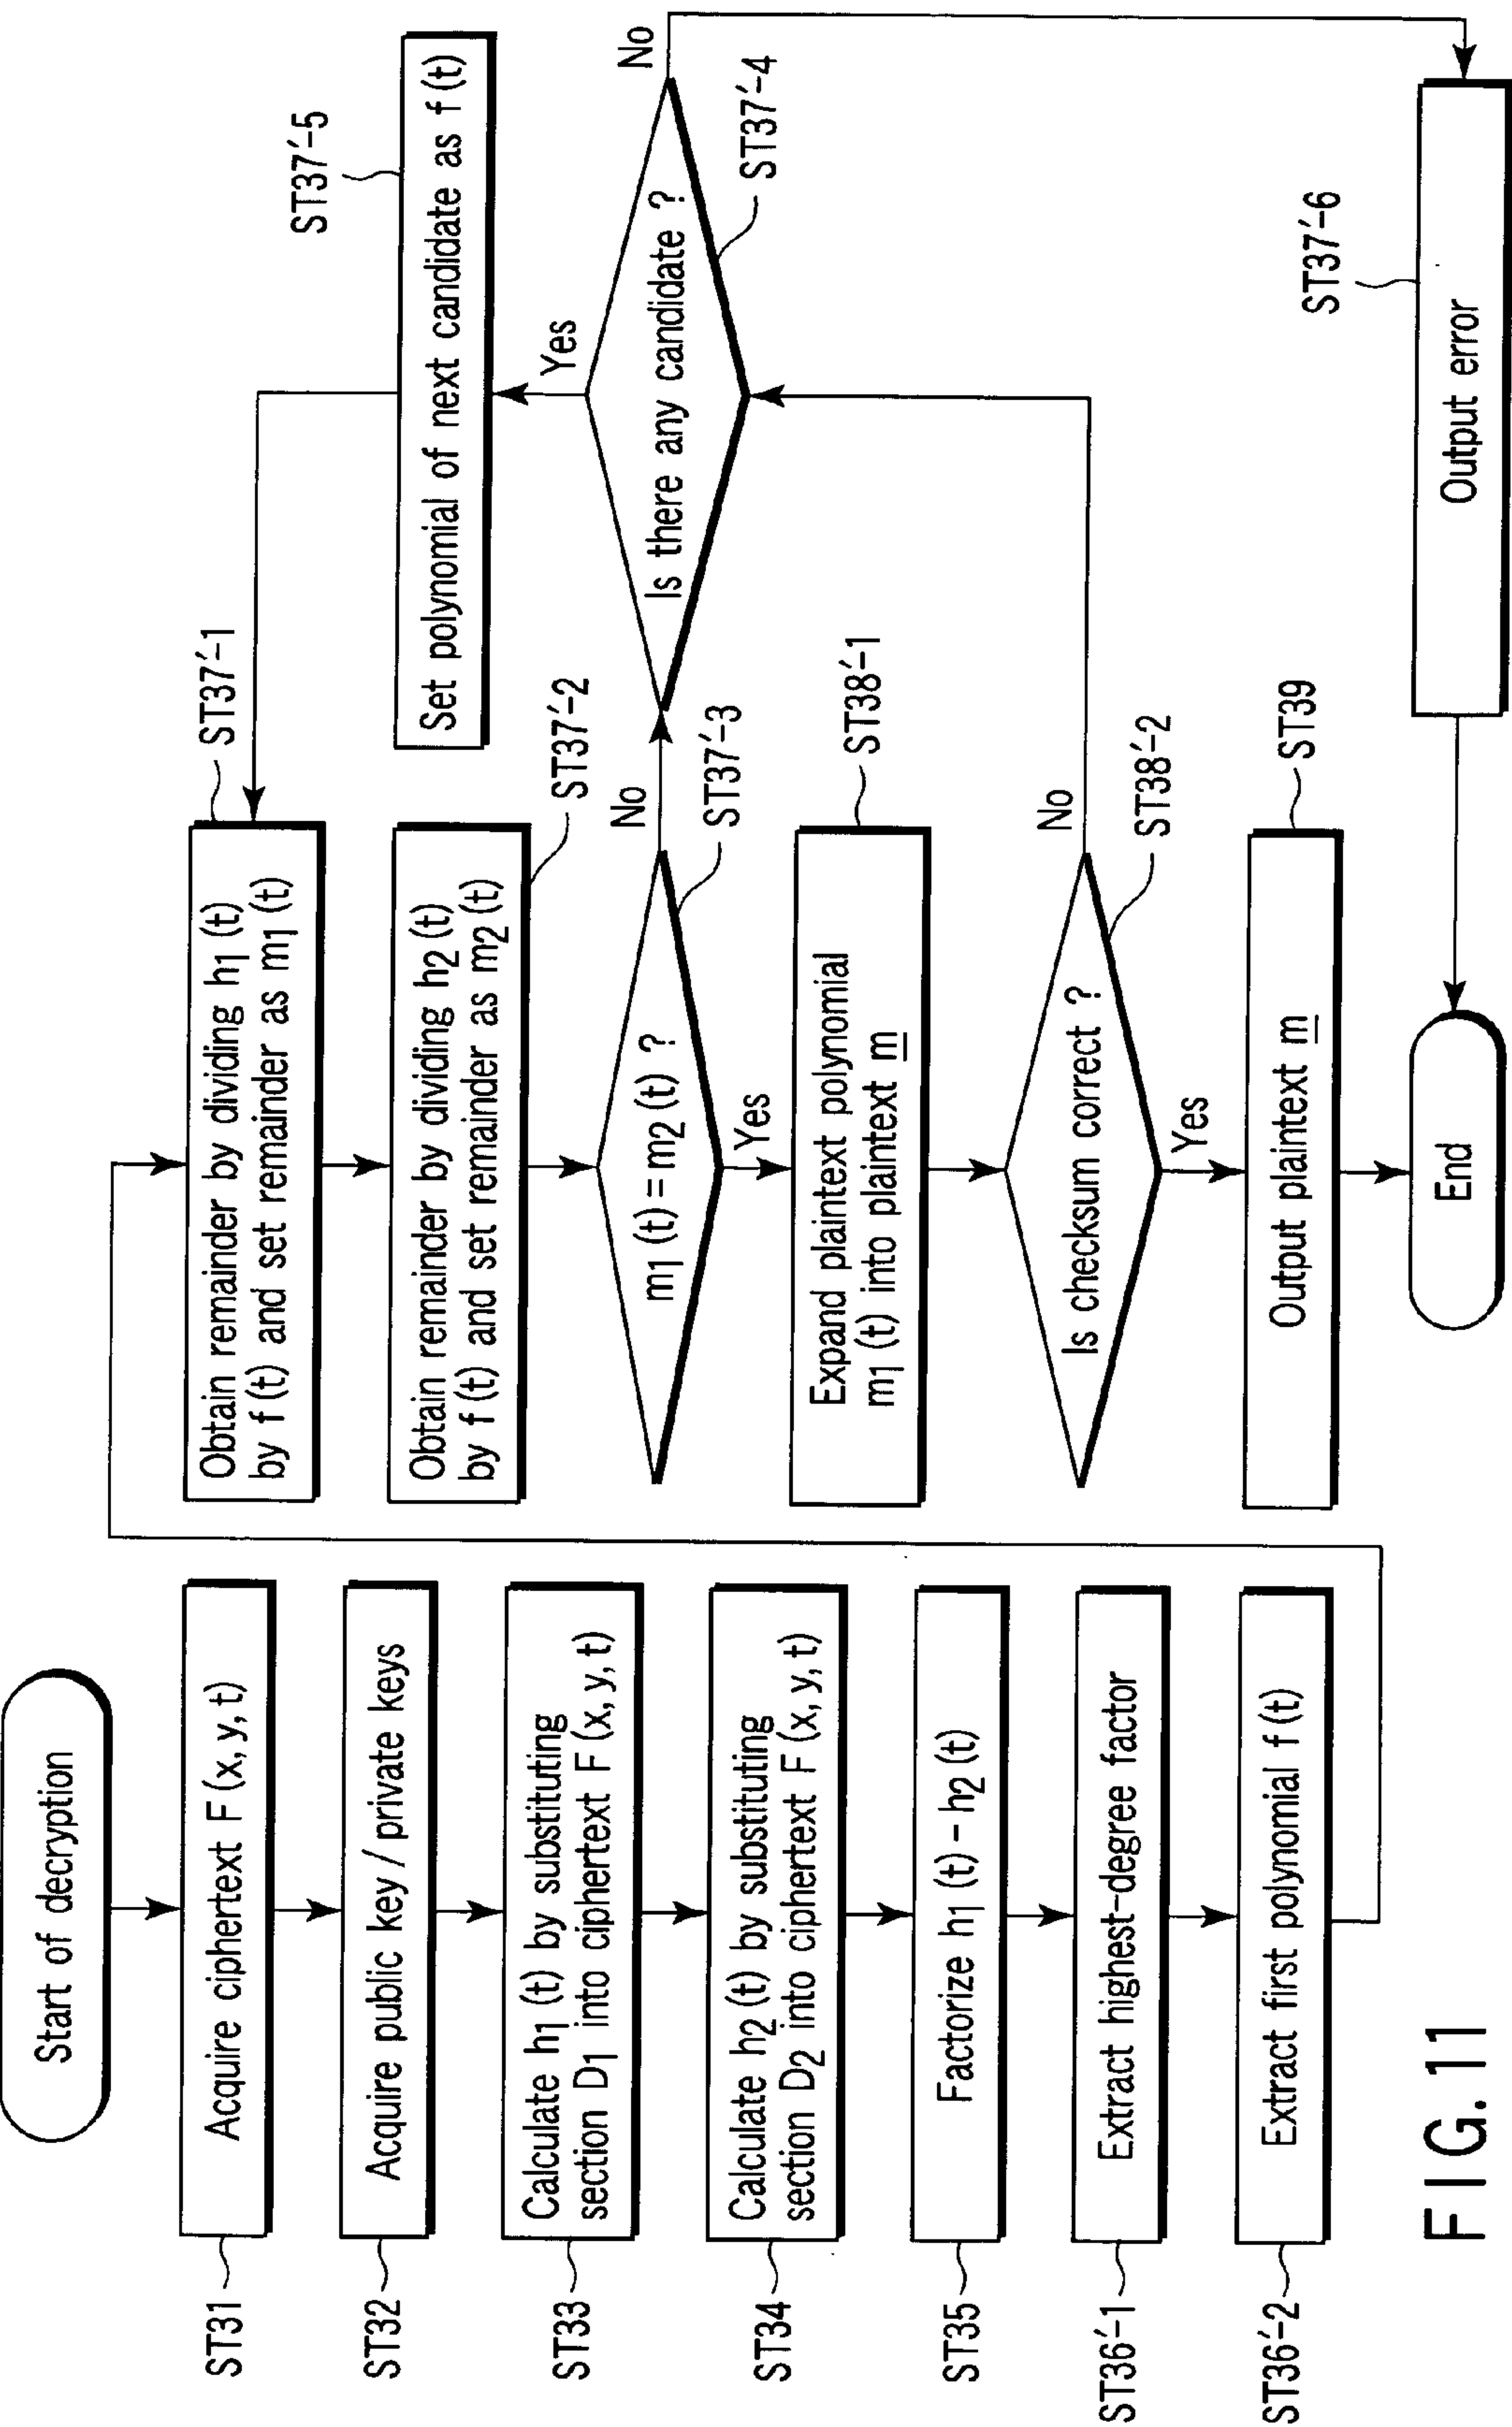 Start of decryption
ST31
Acquire ciphertext F (x, y, t)
ST32
Acquire public key / private keys
ST33
Calculate h1 (t) by substituting
section D1 into ciphertext F (x, y, t)
ST34
Calculate h2 (t) by substituting
section D2 into ciphertext F (x, y, t)
ST35
Factorize h1 (t) – h2 (t)
ST36′-1
Extract highest-degree factor
ST36′-2
Extract first polynomial f (t)
ST37′-1
Obtain remainder by dividing h1 (t)
by f (t) and set remainder as m1 (t)
ST37′-2
Obtain remainder by dividing h2 (t)
by f (t) and set remainder as m2 (t)
ST37′-3
m1 (t) = m2 (t) ?
No
Yes
ST38′-1
Expand plaintext polynomial
m1 (t) into plaintext m
ST38′-2
Is checksum correct ?
No
Yes
ST39
Output plaintext m
End
ST37′-5
Set polynomial of next candidate as f (t)
Yes
Is there any candidate ?
ST37′-4
No
ST37′-6
Output error
FIG. 11